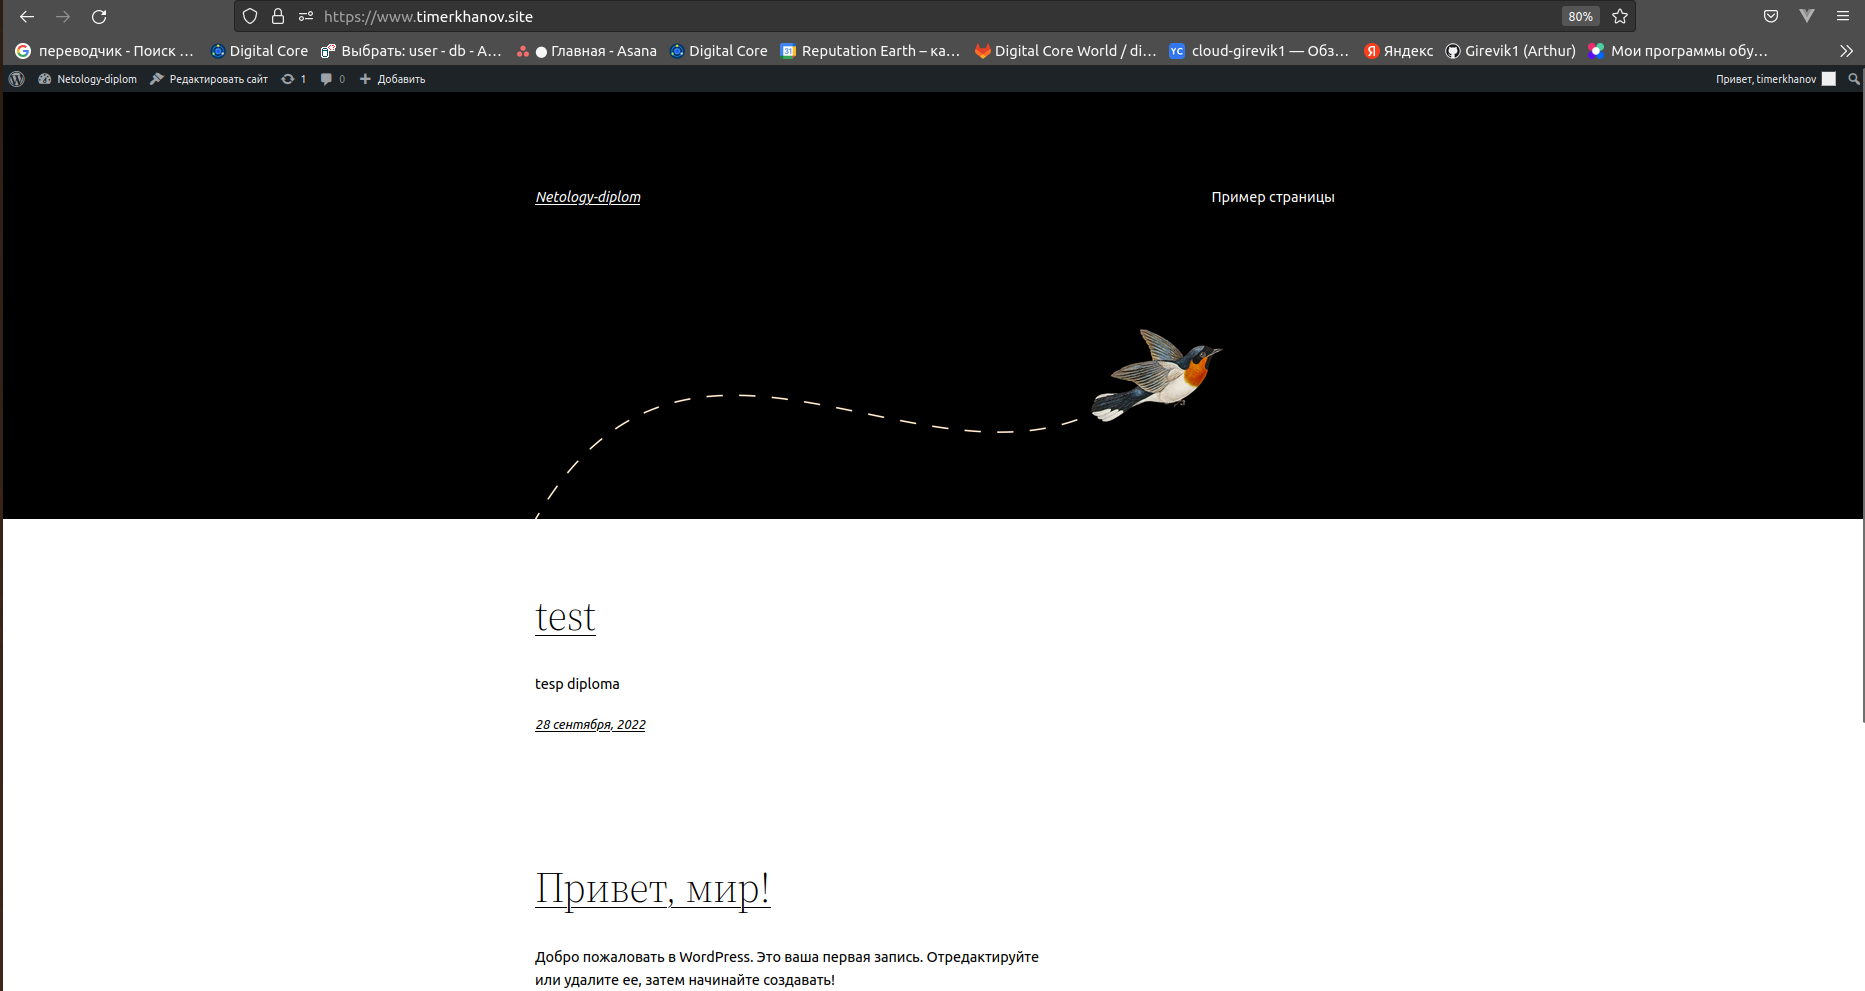 https://www.timerkhanov.site 80%
переводчик - Поиск … Digital Core Выбрать: user - db - A… Главная - Asana Digital Core Reputation Earth – ка… Digital Core World / di… YC cloud-girevik1 — Обз… Яндекс Girevik1 (Arthur) Мои программы обу…
Netology-diplom Редактировать сайт 1 0 Добавить Привет, timerkhanov
Netology-diplom Пример страницы
test
tesp diploma
28 сентября, 2022
Привет, мир!
Добро пожаловать в WordPress. Это ваша первая запись. Отредактируйте
или удалите ее, затем начинайте создавать!